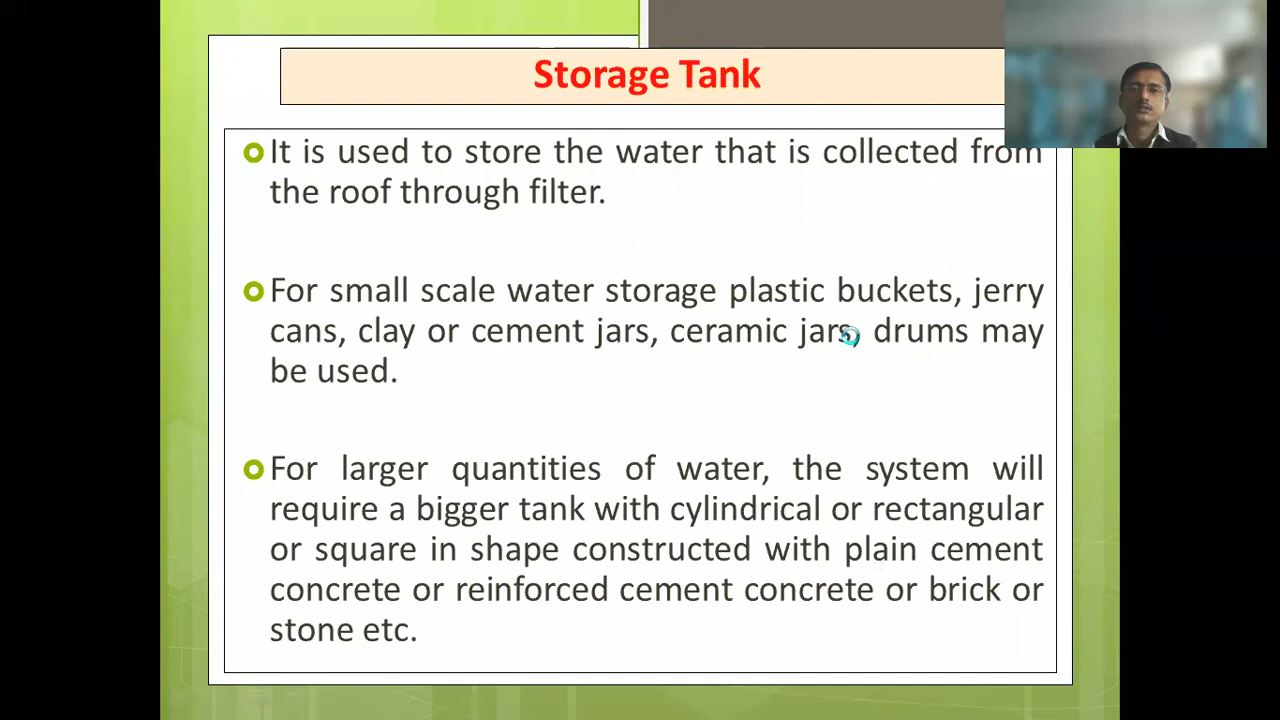 Storage Tank
It is used to store the water that is collected from
the roof through filter.
For small scale water storage plastic buckets, jerry
cans, clay or cement jars, ceramic jars, drums may
be used.
For larger quantities of water, the system will
require a bigger tank with cylindrical or rectangular
or square in shape constructed with plain cement
concrete or reinforced cement concrete or brick or
stone etc.